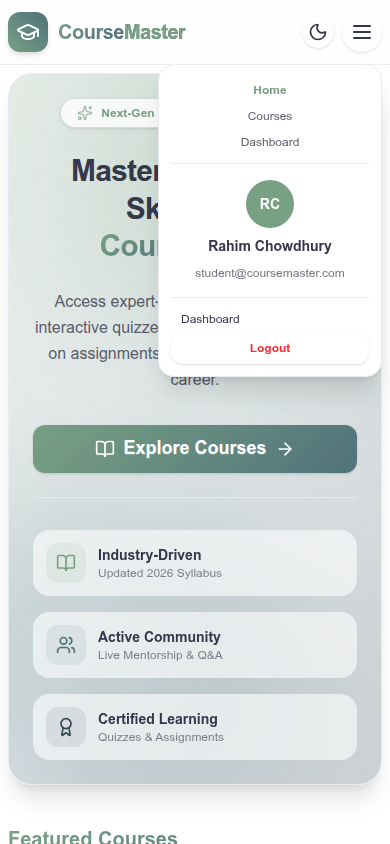 CourseMaster
Home
Courses
Dashboard
RC
Rahim Chowdhury
student@coursemaster.com
Dashboard
Logout
Next-Gen
Master
Access expert-
interactive quizze
on assignments
career.
Explore Courses
Industry-Driven
Updated 2026 Syllabus
Active Community
Live Mentorship & Q&A
Certified Learning
Quizzes & Assignments
Featured Courses